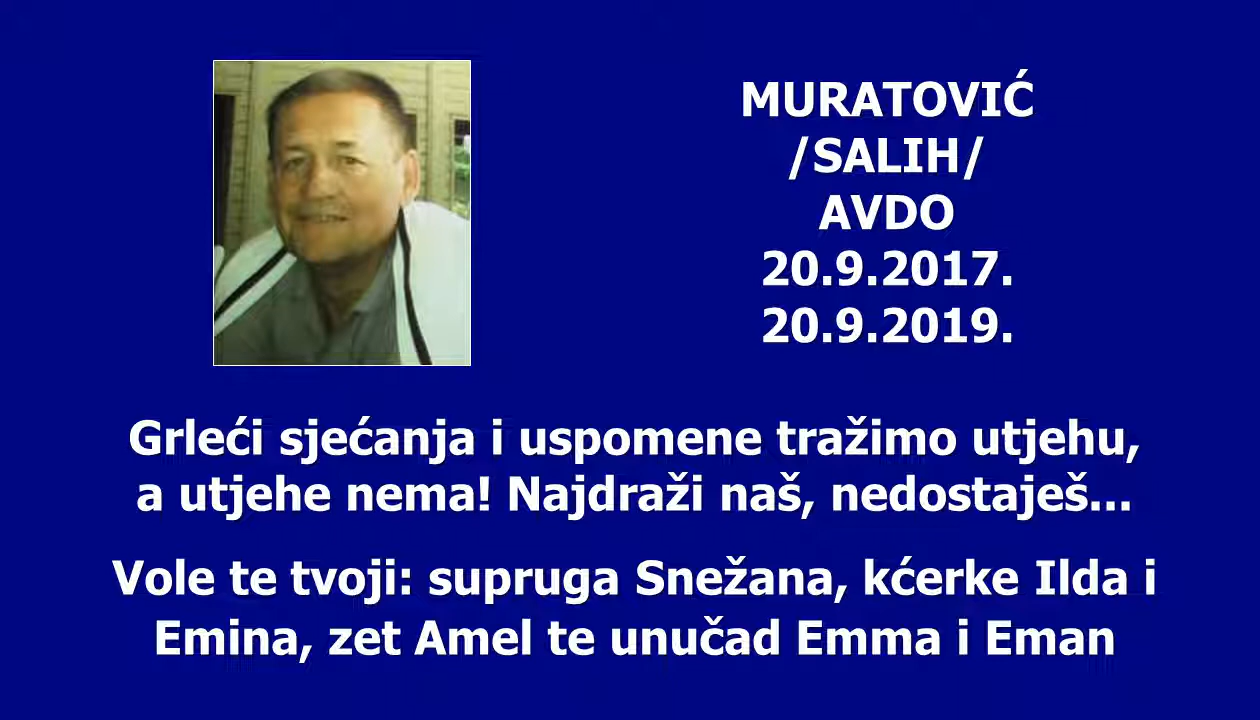 MURATOVIĆ
/SALIH/
AVDO
20.9.2017.
20.9.2019.
Grleći sjećanja i uspomene tražimo utjehu,
a utjehe nema! Najdraži naš, nedostaješ...
Vole te tvoji: supruga Snežana, kćerke Ilda i
Emina, zet Amel te unučad Emma i Eman